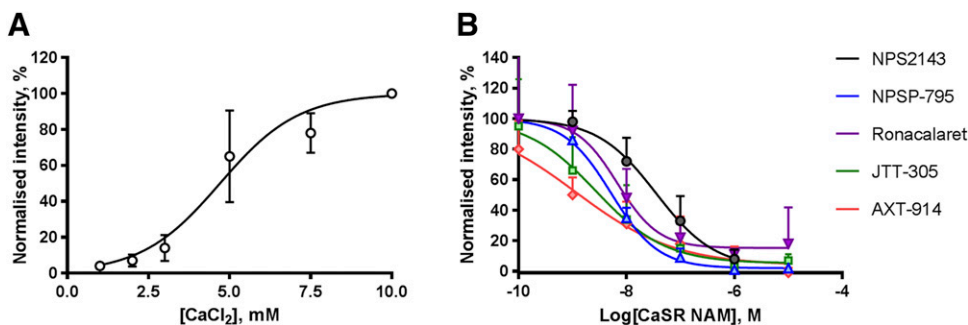 A
Normalised intensity, %
120
100
80
60
40
20
0
0.0 2.5 5.0 7.5 10.0
[CaCl₂], mM
B
Normalised intensity, %
140
120
100
80
60
40
20
0
-10 -8 -6 -4
Log[CaSR NAM], M
NPS2143
NPSP-795
Ronacalaret
JTT-305
AXT-914